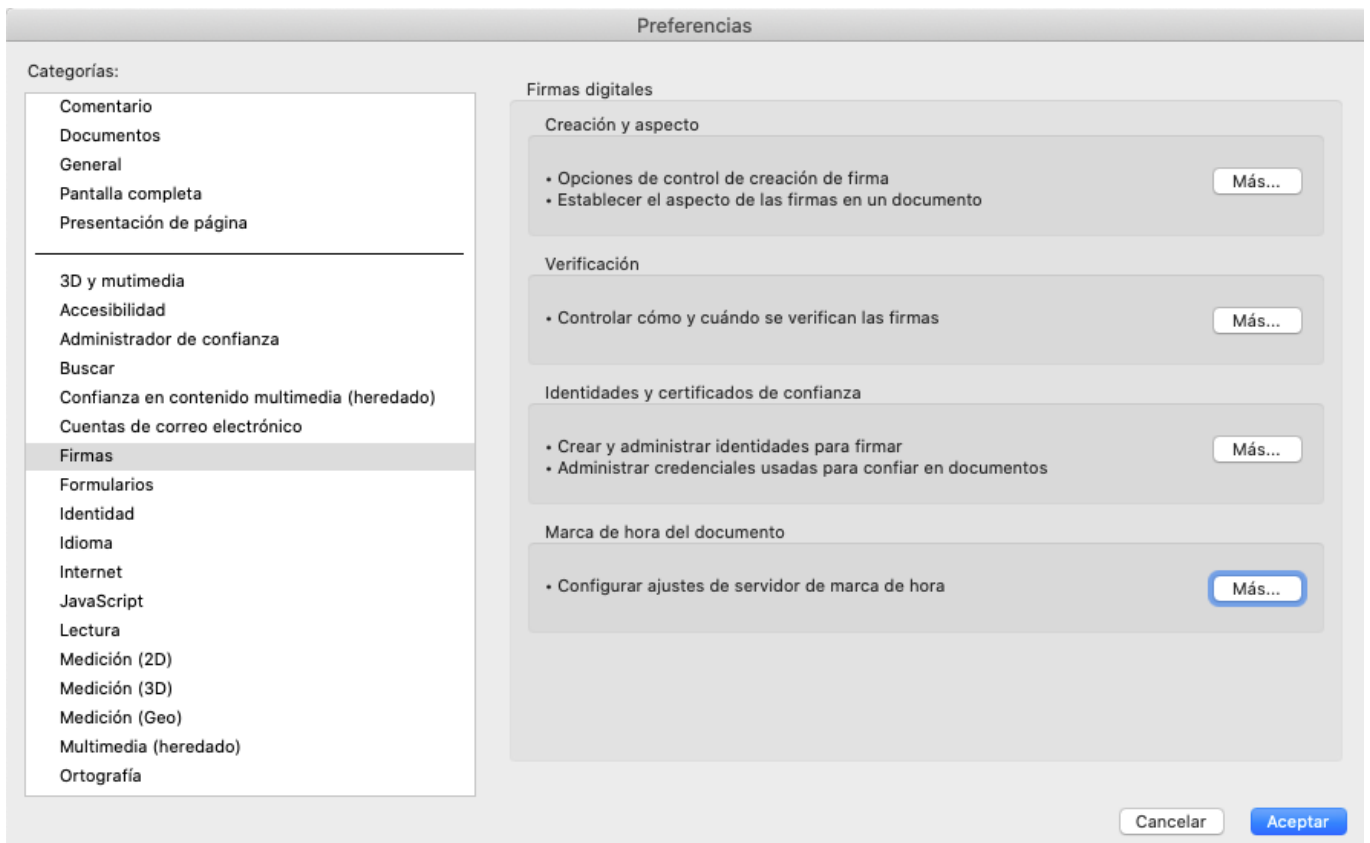 Preferencias
Categorías:
Comentario
Documentos
General
Pantalla completa
Presentación de página
3D y mutimedia
Accesibilidad
Administrador de confianza
Buscar
Confianza en contenido multimedia (heredado)
Cuentas de correo electrónico
Firmas
Formularios
Identidad
Idioma
Internet
JavaScript
Lectura
Medición (2D)
Medición (3D)
Medición (Geo)
Multimedia (heredado)
Ortografía
Firmas digitales
Creación y aspecto
• Opciones de control de creación de firma
• Establecer el aspecto de las firmas en un documento
Más...
Verificación
• Controlar cómo y cuándo se verifican las firmas
Más...
Identidades y certificados de confianza
• Crear y administrar identidades para firmar
• Administrar credenciales usadas para confiar en documentos
Más...
Marca de hora del documento
• Configurar ajustes de servidor de marca de hora
Más...
Cancelar
Aceptar